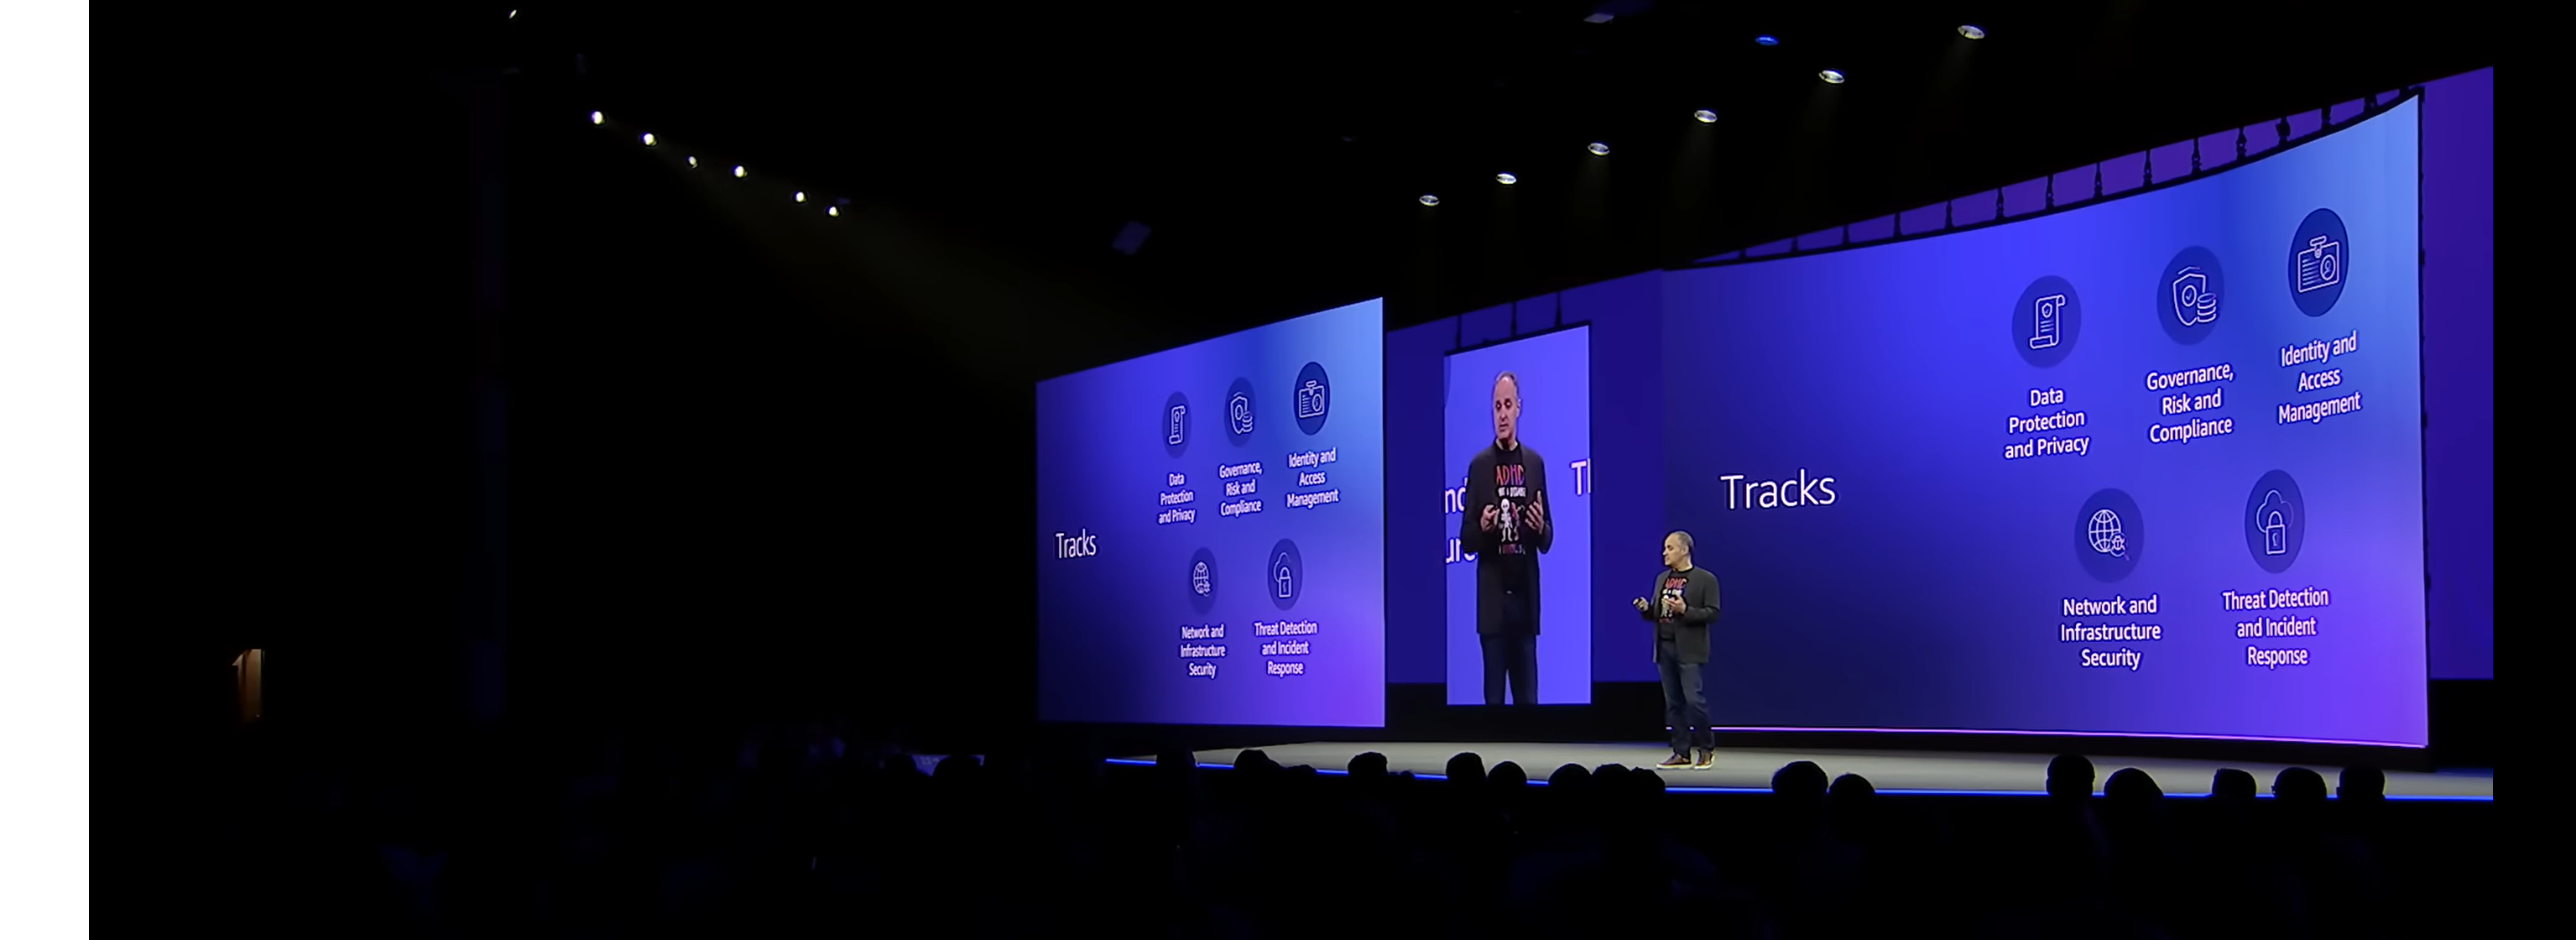 Tracks
Data
Protection
and Privacy
Governance,
Risk and
Compliance
Identity and
Access
Management
Network and
Infrastructure
Security
Threat Detection
and Incident
Response
Tracks
Data
Protection
and Privacy
Governance,
Risk and
Compliance
Identity and
Access
Management
Network and
Infrastructure
Security
Threat Detection
and Incident
Response